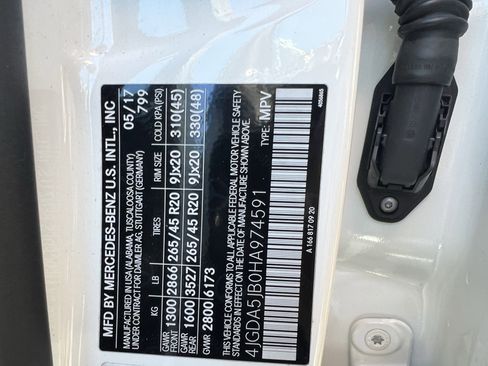 MFD BY MERCEDES-BENZ U.S. INTL., INC
MANUFACTURED IN USA (ALABAMA, TUSCALOOSA COUNTY)
UNDER CONTRACT FOR DAIMLER AG, STUTTGART (GERMANY)
05/17
799
KG LB TIRES RIM SIZE COLD KPA(PSI)
GAWR FRONT 1300 2866 265/45 R20 9Jx20 310(45)
GAWR REAR 1600 3527 265/45 R20 9Jx20 330(48)
GVWR 2800 6173
THIS VEHICLE CONFORMS TO ALL APPLICABLE FEDERAL MOTOR VEHICLE SAFETY
STANDARDS IN EFFECT ON THE DATE OF MANUFACTURE SHOWN ABOVE.
4JGDA5JB0HA974591 TYPE: MPV
A 166 817 09 20